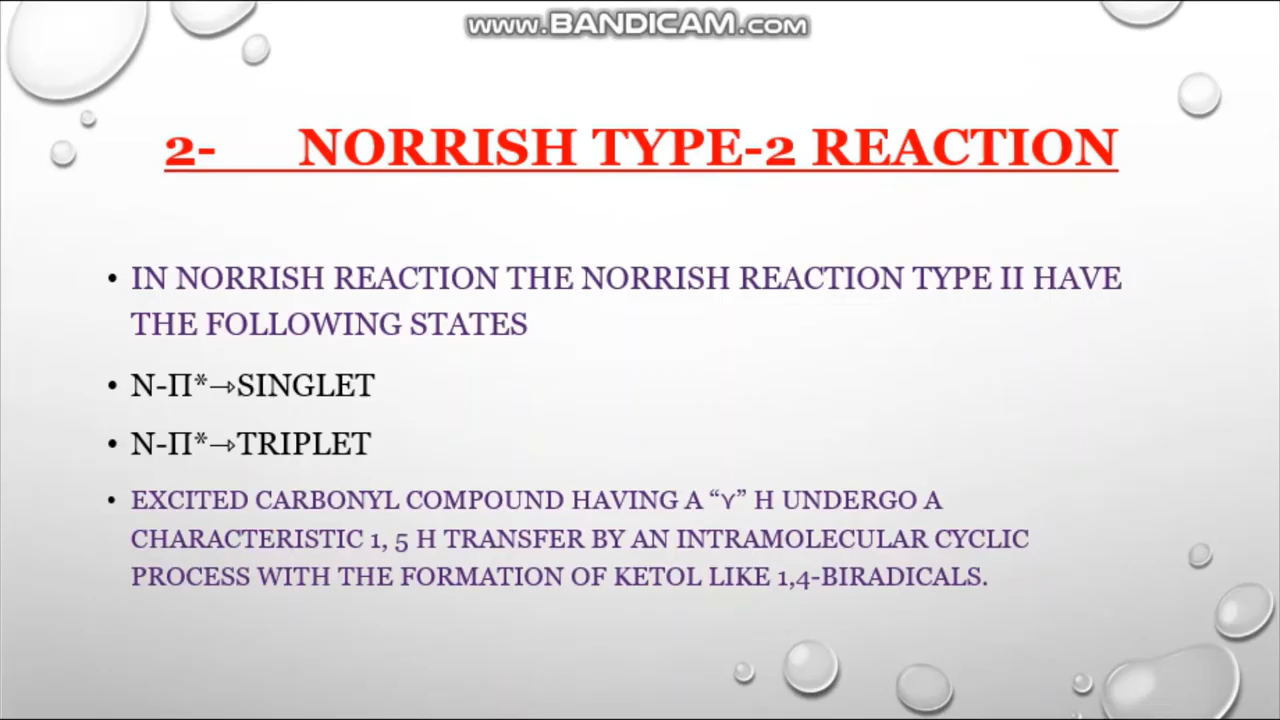 www.BANDICAM.com
2- NORRISH TYPE-2 REACTION
• IN NORRISH REACTION THE NORRISH REACTION TYPE II HAVE
THE FOLLOWING STATES
• N-Π*→SINGLET
• N-Π*→TRIPLET
• EXCITED CARBONYL COMPOUND HAVING A “ϒ” H UNDERGO A
CHARACTERISTIC 1, 5 H TRANSFER BY AN INTRAMOLECULAR CYCLIC
PROCESS WITH THE FORMATION OF KETOL LIKE 1,4-BIRADICALS.